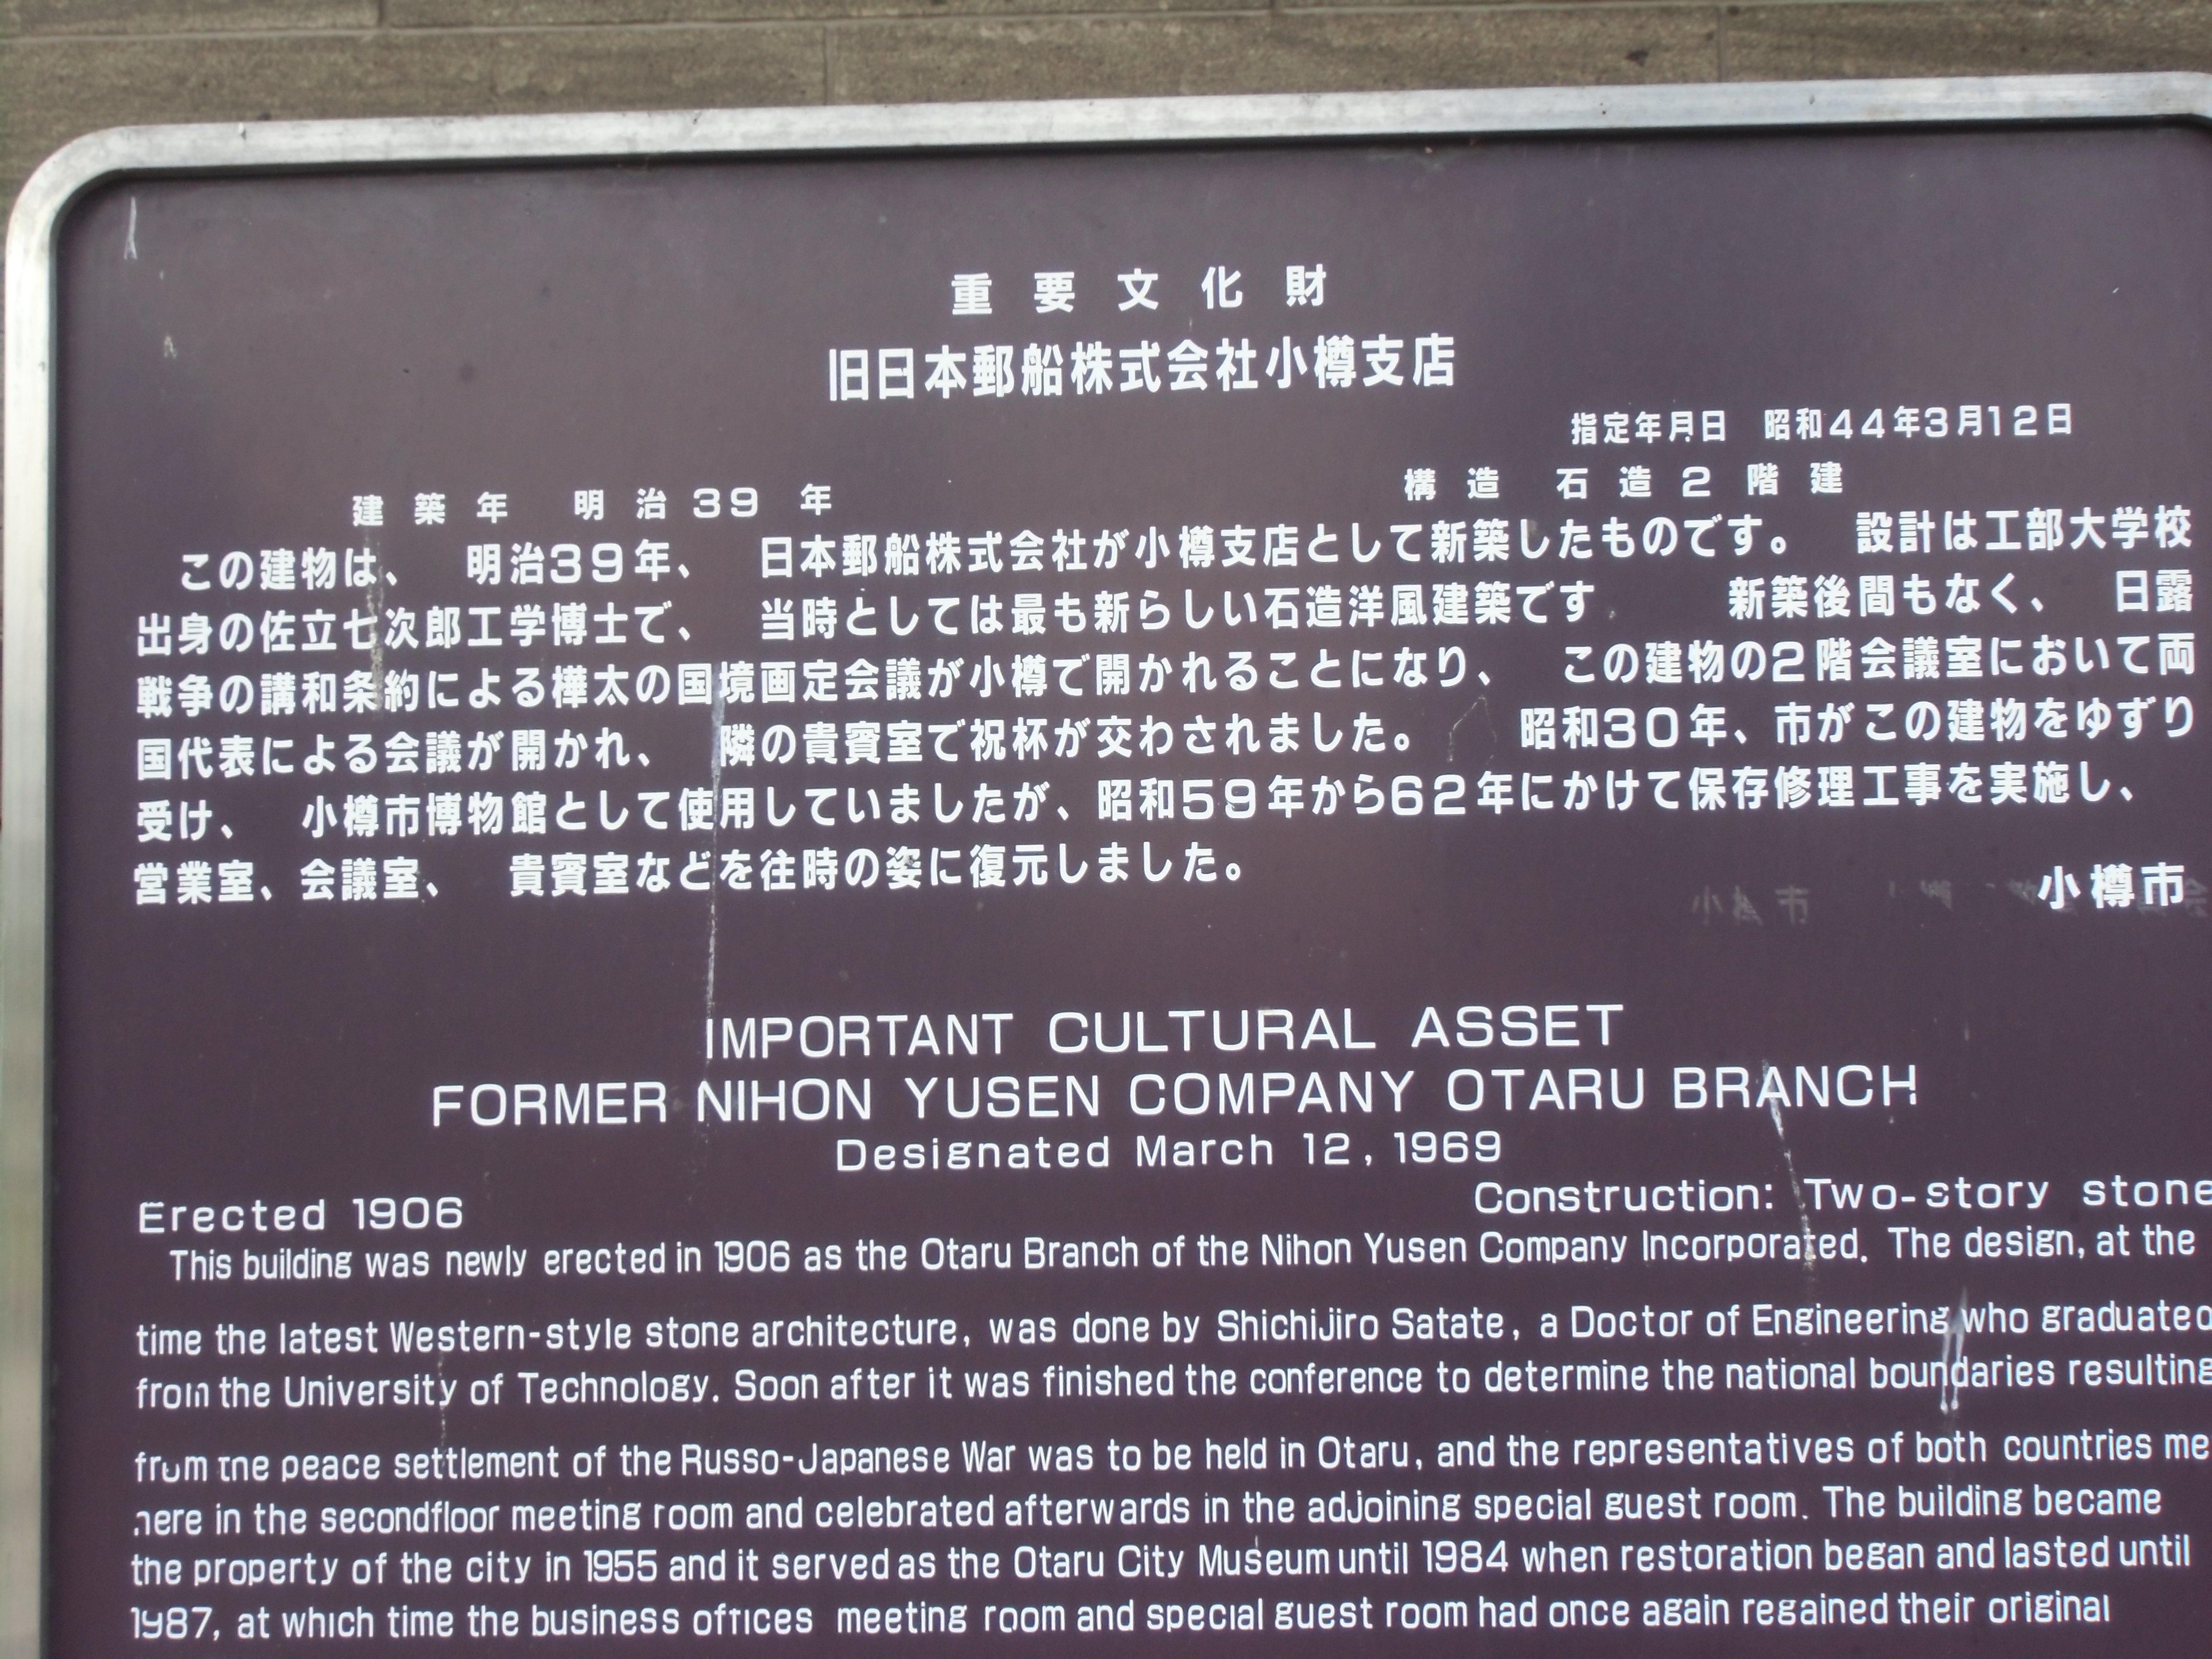 重要文化財
旧日本郵船株式会社小樽支店
指定年月日 昭和44年3月12日
建築年 明治39年 構造 石造2階建
この建物は、 明治39年、 日本郵船株式会社が小樽支店として新築したものです。 設計は工部大学校
出身の佐立七次郎工学博士で、 当時としては最も新らしい石造洋風建築です 新築後間もなく、 日露
戦争の講和条約による樺太の国境画定会議が小樽で開かれることになり、 この建物の2階会議室において両
国代表による会議が開かれ、 隣の貴賓室で祝杯が交わされました。 昭和30年、市がこの建物をゆずり
受け、 小樽市博物館として使用していましたが、昭和59年から62年にかけて保存修理工事を実施し、
営業室、会議室、 貴賓室などを往時の姿に復元しました。
小樽市
IMPORTANT CULTURAL ASSET
FORMER NIHON YUSEN COMPANY OTARU BRANCH
Designated March 12, 1969
Erected 1906 Construction: Two-story stone
This building was newly erected in 1906 as the Otaru Branch of the Nihon Yusen Company Incorporated. The design, at the
time the latest Western-style stone architecture, was done by Shichijiro Satate, a Doctor of Engineering who graduated
from the University of Technology. Soon after it was finished the conference to determine the national boundaries resulting
from the peace settlement of the Russo-Japanese War was to be held in Otaru, and the representatives of both countries me
here in the secondfloor meeting room and celebrated afterwards in the adjoining special guest room. The building became
the property of the city in 1955 and it served as the Otaru City Museum until 1984 when restoration began and lasted until
1987, at which time the business offices meeting room and special guest room had once again regained their original